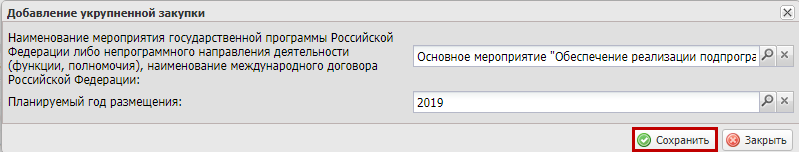 Добавление укрупненной закупки
Наименование мероприятия государственной программы Российской
Федерации либо непрограммного направления деятельности
(функции, полномочия), наименование международного договора
Российской Федерации:
Основное мероприятие "Обеспечение реализации подпрогра
Планируемый год размещения:
2019
Сохранить
Закрыть